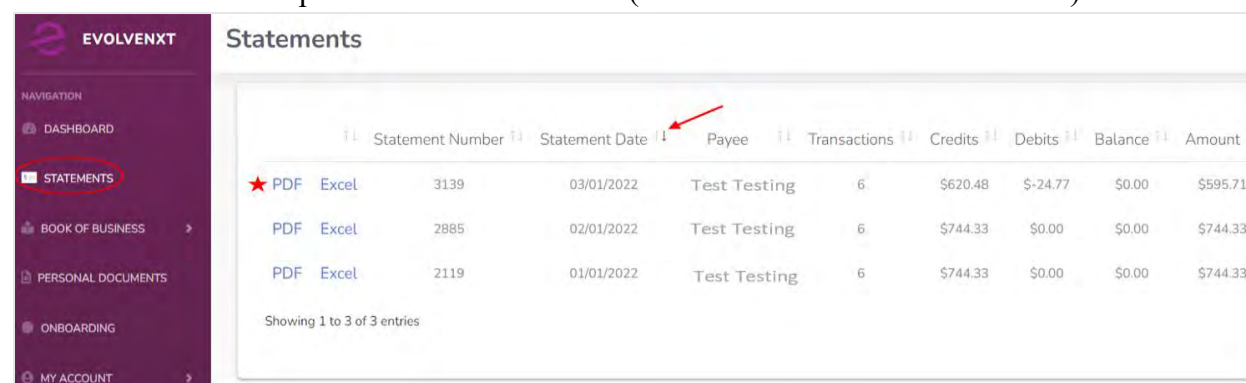 EVOLVENXT
Statements
NAVIGATION
DASHBOARD
STATEMENTS
BOOK OF BUSINESS
PERSONAL DOCUMENTS
ONBOARDING
MY ACCOUNT
Statement Number Statement Date Payee Transactions Credits Debits Balance Amount
PDF Excel 3139 03/01/2022 Test Testing 6 $620.48 $-24.77 $0.00 $595.71
PDF Excel 2885 02/01/2022 Test Testing 6 $744.33 $0.00 $0.00 $744.33
PDF Excel 2119 01/01/2022 Test Testing 6 $744.33 $0.00 $0.00 $744.33
Showing 1 to 3 of 3 entries